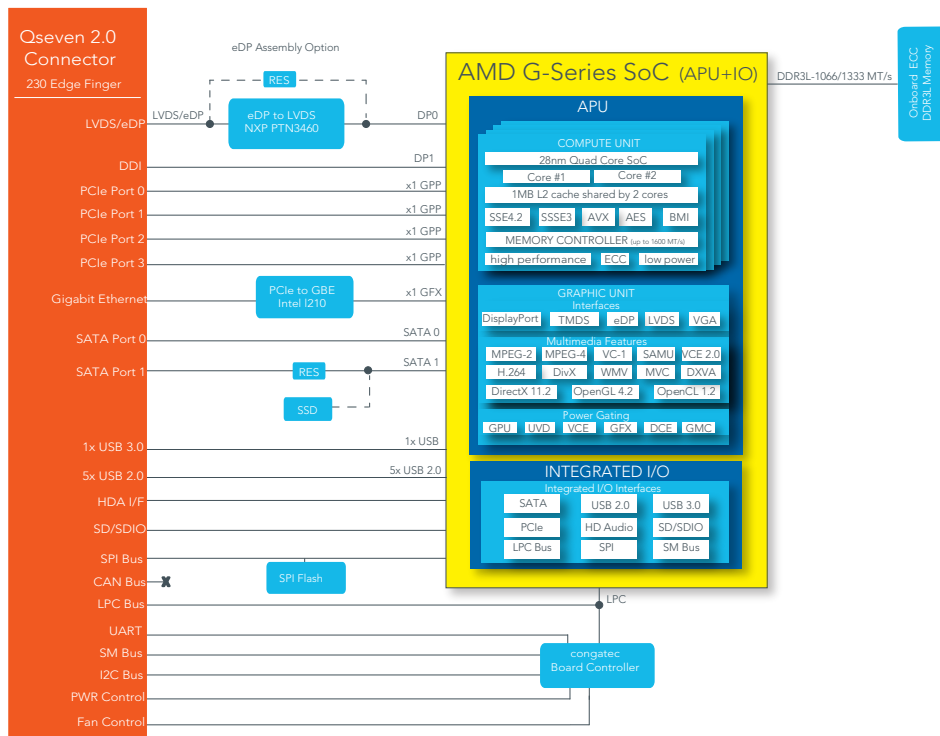 Qseven 2.0
Connector
230 Edge Finger
LVDS/eDP
DDI
PCIe Port 0
PCIe Port 1
PCIe Port 2
PCIe Port 3
Gigabit Ethernet
SATA Port 0
SATA Port 1
1x USB 3.0
5x USB 2.0
HDA I/F
SD/SDIO
SPI Bus
CAN Bus
LPC Bus
UART
SM Bus
I2C Bus
PWR Control
Fan Control
eDP Assembly Option
RES
LVDS/eDP
eDP to LVDS
NXP PTN3460
DP0
DP1
x1 GPP
x1 GPP
x1 GPP
x1 GPP
PCIe to GBE
Intel I210
x1 GFX
SATA 0
SATA 1
RES
SSD
1x USB
5x USB 2.0
SPI Flash
X
LPC
congatec
Board Controller
AMD G-Series SoC (APU+IO)
APU
COMPUTE UNIT
28nm Quad Core SoC
Core #1 Core #2
1MB L2 cache shared by 2 cores
SSE4.2 SSSE3 AVX AES BMI
MEMORY CONTROLLER (up to 1600 MT/s)
high performance ECC low power
GRAPHIC UNIT
Interfaces
DisplayPort TMDS eDP LVDS VGA
Multimedia Features
MPEG-2 MPEG-4 VC-1 SAMU VCE 2.0
H.264 DivX WMV MVC DXVA
DirectX 11.2 OpenGL 4.2 OpenCL 1.2
Power Gating
GPU UVD VCE GFX DCE GMC
INTEGRATED I/O
Integrated I/O Interfaces
SATA USB 2.0 USB 3.0
PCIe HD Audio SD/SDIO
LPC Bus SPI SM Bus
DDR3L-1066/1333 MT/s
Onboard ECC
DDR3L Memory